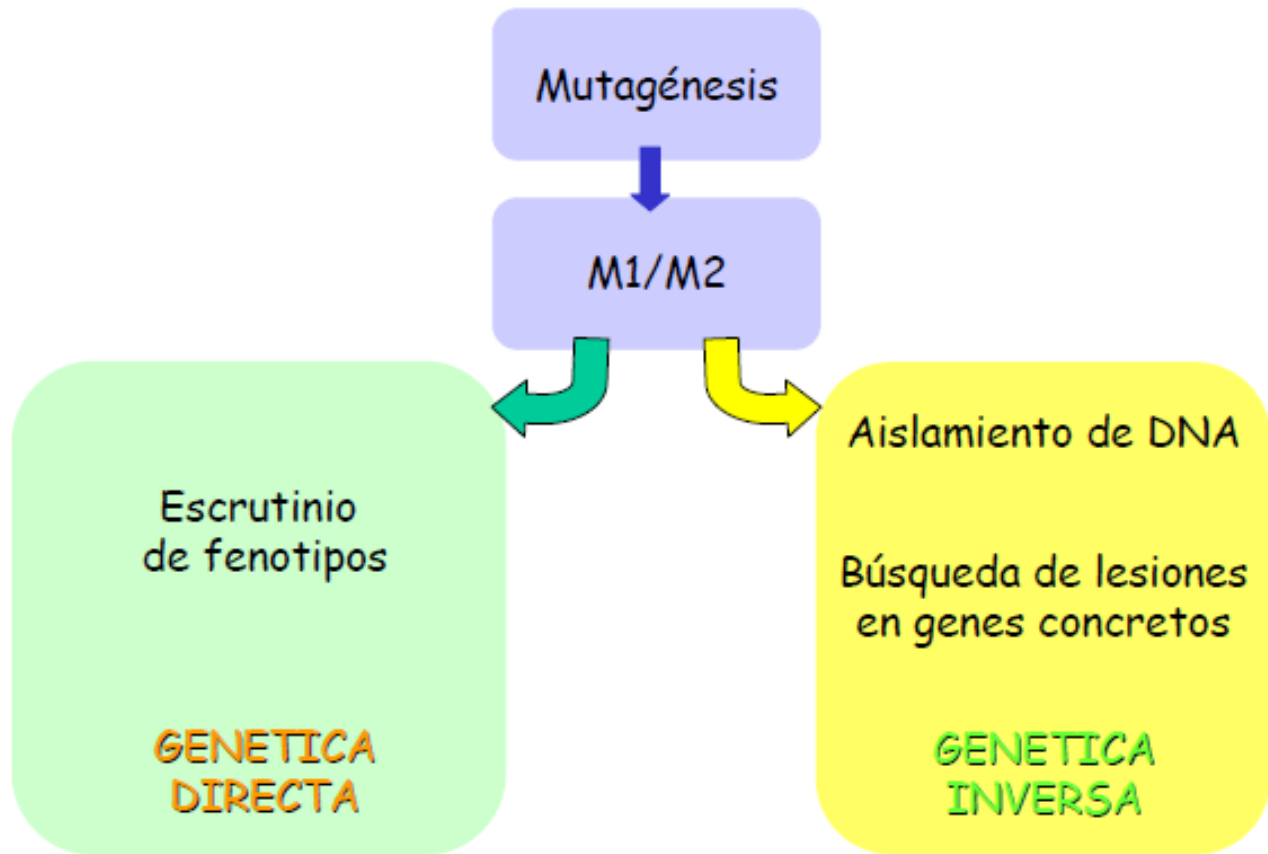 Mutagénesis
M1/M2
Escrutinio
de fenotipos
GENETICA
DIRECTA
Aislamiento de DNA
Búsqueda de lesiones
en genes concretos
GENETICA
INVERSA